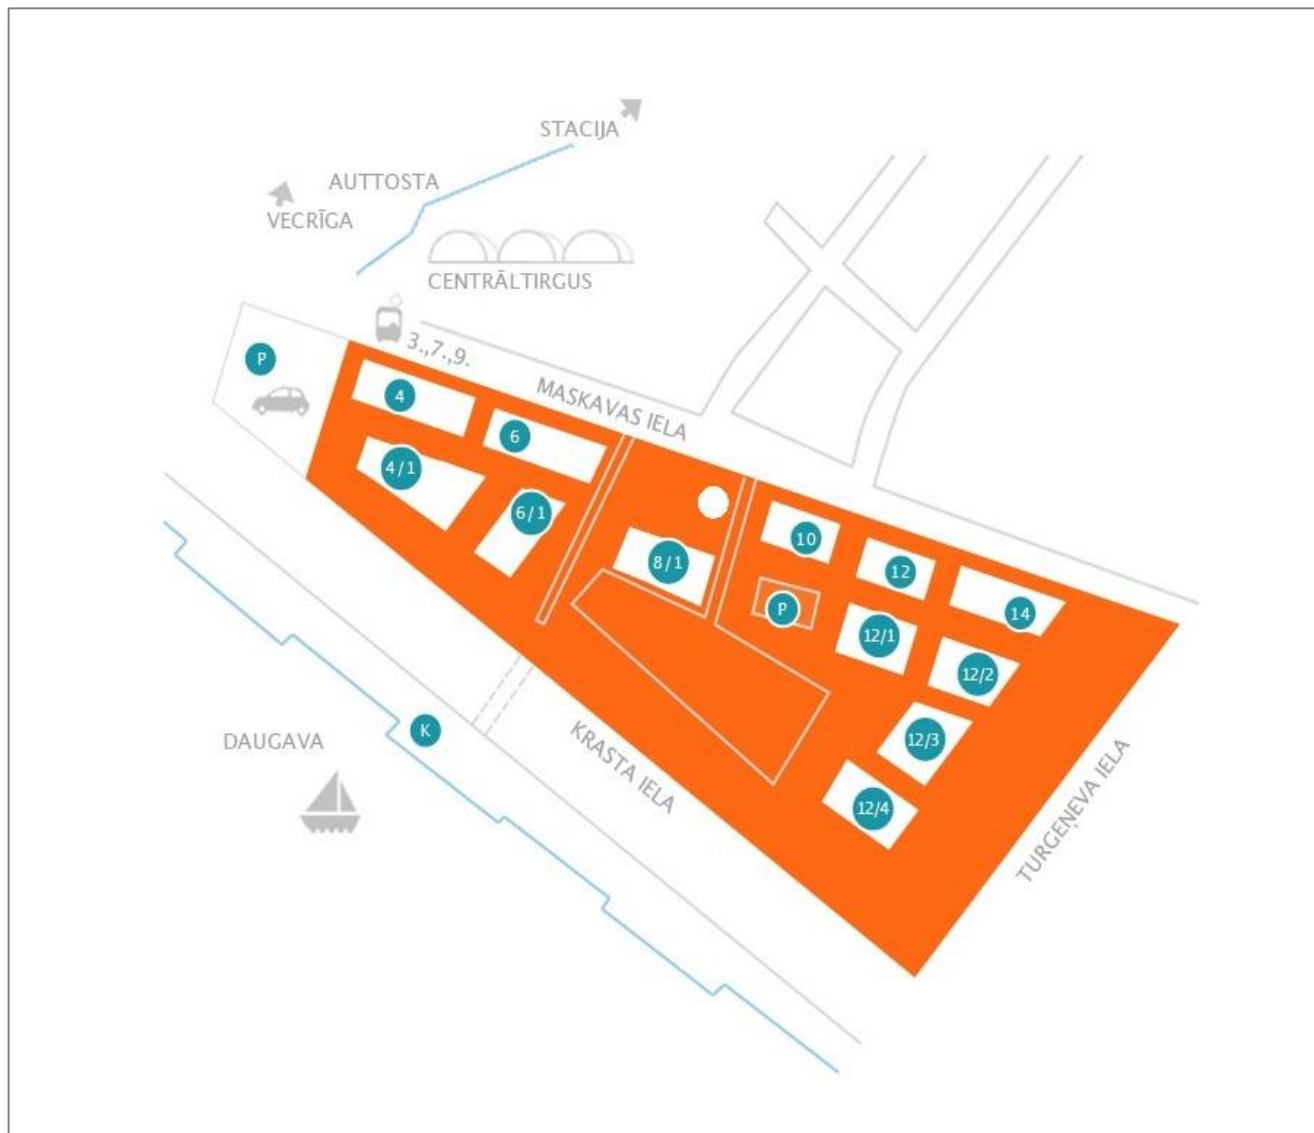 STACIJA
AUTTOSTA
VECRĪGA
CENTRĀLTIRGUS
3.,7.,9.
P
MASKAVAS IELA
4
6
4/1
6/1
8/1
10
12
14
P
12/1
12/2
12/3
12/4
K
DAUGAVA
KRASTA IELA
TURGEŅEVA IELA